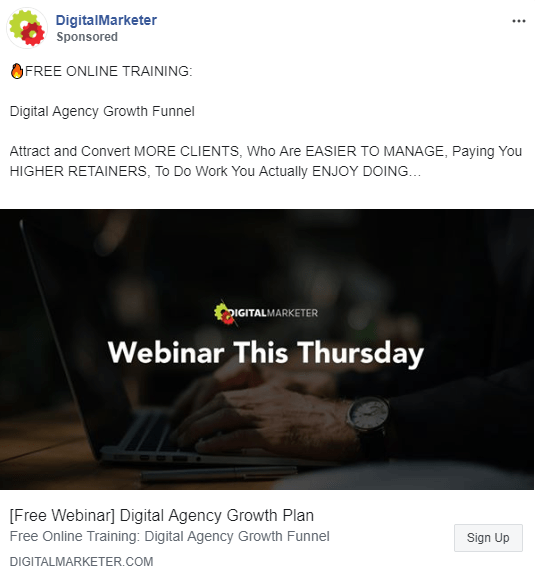 DigitalMarketer
Sponsored
🔥FREE ONLINE TRAINING:
Digital Agency Growth Funnel
Attract and Convert MORE CLIENTS, Who Are EASIER TO MANAGE, Paying You
HIGHER RETAINERS, To Do Work You Actually ENJOY DOING…
DIGITALMARKETER
Webinar This Thursday
[Free Webinar] Digital Agency Growth Plan
Free Online Training: Digital Agency Growth Funnel
Sign Up
DIGITALMARKETER.COM